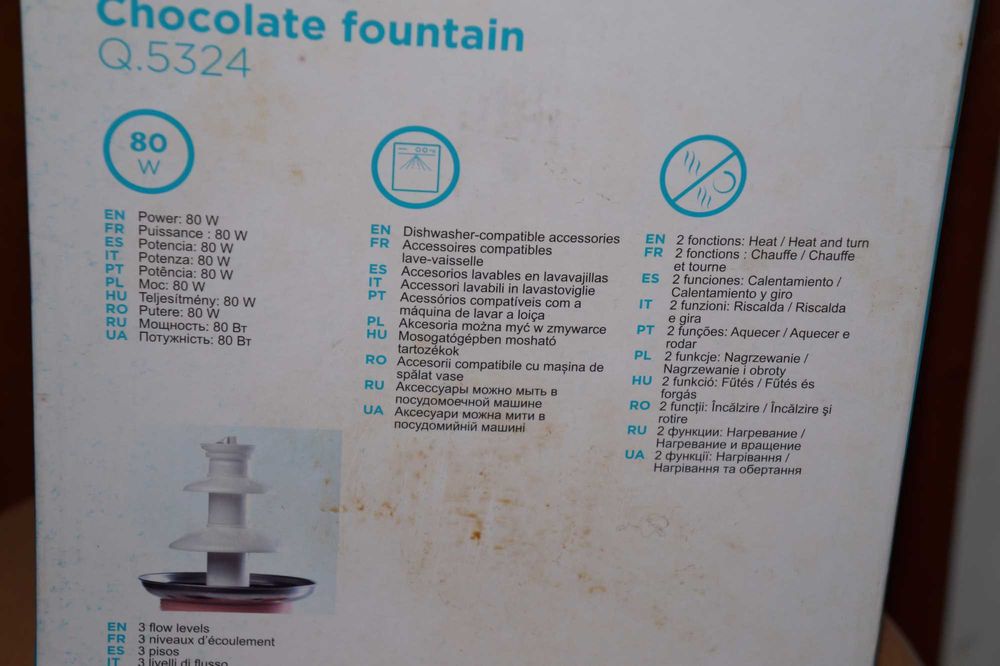 Chocolate fountain
Q.5324
80
W
EN Power: 80 W
FR Puissance : 80 W
ES Potencia: 80 W
IT Potenza: 80 W
PT Potência: 80 W
PL Moc: 80 W
HU Teljesítmény: 80 W
RO Putere: 80 W
RU Мощность: 80 Вт
UA Потужність: 80 Вт
EN Dishwasher-compatible accessories
FR Accessoires compatibles
lave-vaisselle
ES Accesorios lavables en lavavajillas
IT Accessori lavabili in lavastoviglie
PT Acessórios compatíveis com a
máquina de lavar a loiça
PL Akcesoria można myć w zmywarce
HU Mosogatógépben mosható
tartozékok
RO Accesorii compatibile cu mașina de
spălat vase
RU Аксессуары можно мыть в
посудомоечной машине
UA Аксесуари можна мити в
посудомийній машині
EN 2 fonctions: Heat / Heat and turn
FR 2 fonctions : Chauffe / Chauffe
et tourne
ES 2 funciones: Calentamiento /
Calentamiento y giro
IT 2 funzioni: Riscalda / Riscalda
e gira
PT 2 funções: Aquecer / Aquecer e
rodar
PL 2 funkcje: Nagrzewanie /
Nagrzewanie i obroty
HU 2 funkció: Fűtés / Fűtés és
forgás
RO 2 funcții: Încălzire / Încălzire și
rotire
RU 2 функции: Нагревание /
Нагревание и вращение
UA 2 функції: Нагрівання /
Нагрівання та обертання
EN 3 flow levels
FR 3 niveaux d'écoulement
ES 3 pisos
IT 3 livelli di flusso